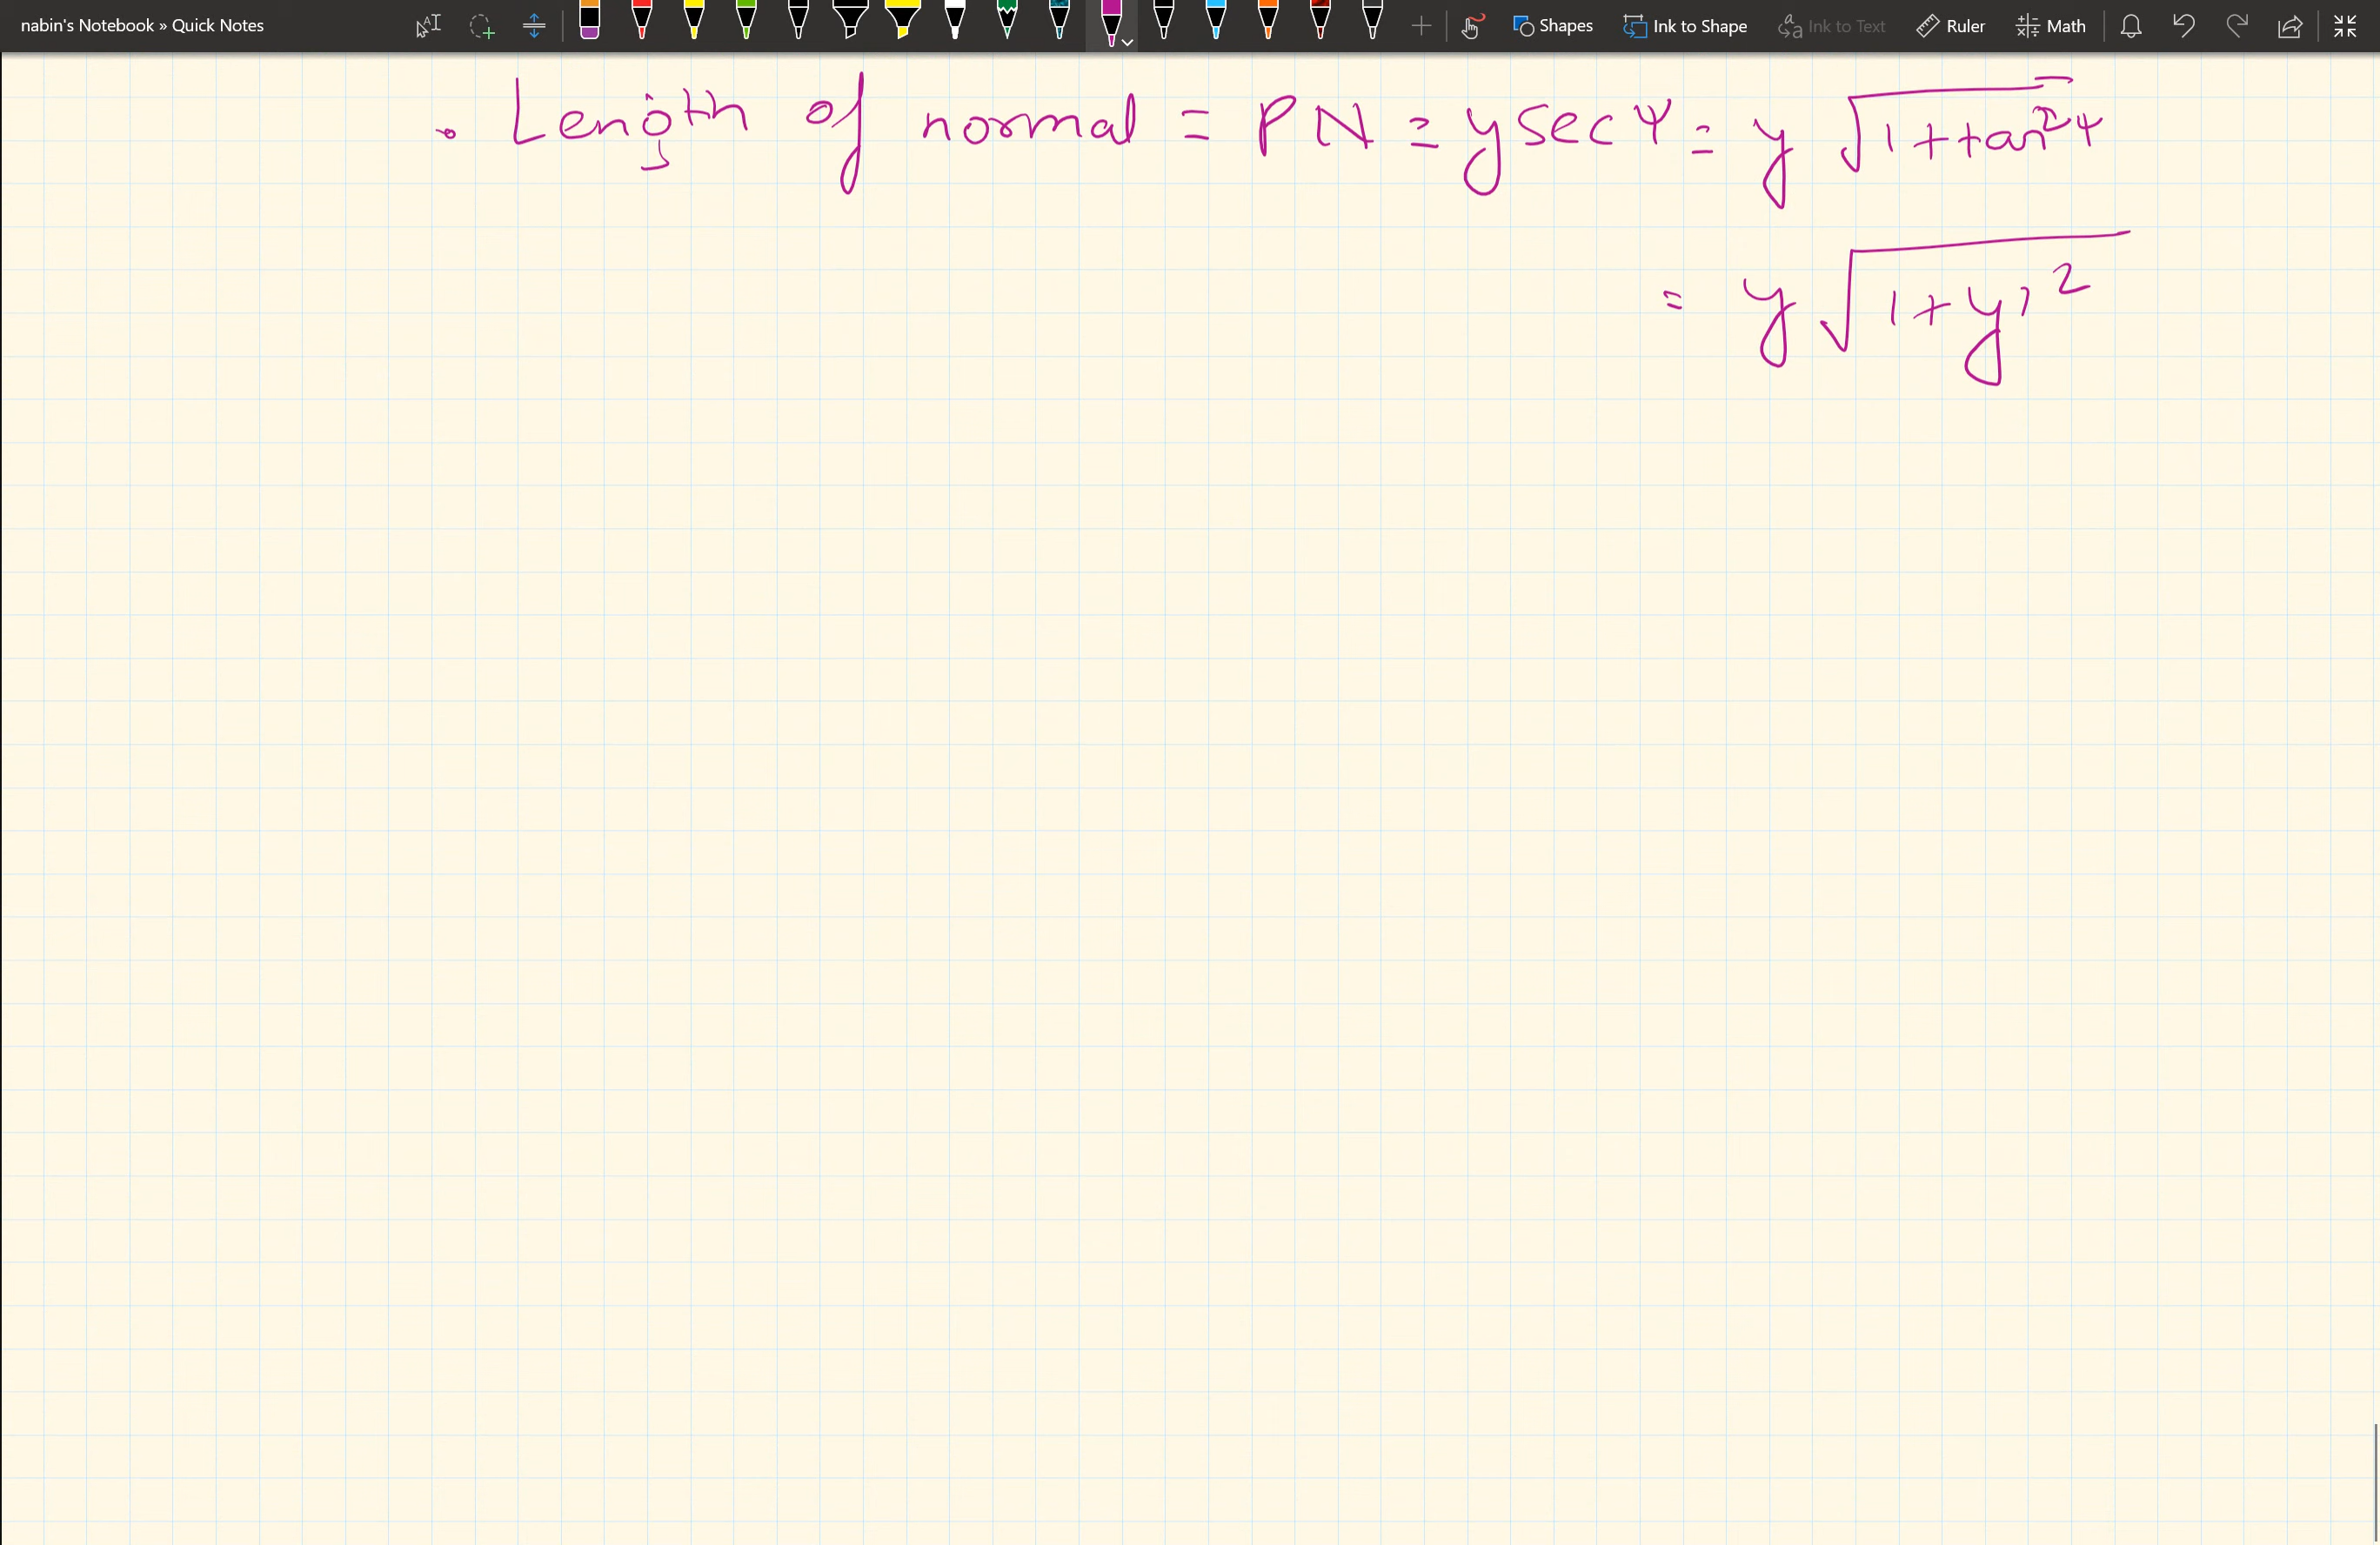 nabin's Notebook » Quick Notes Shapes Ink to Shape Ink to Text Ruler Math
∴ Length of normal = PN = y sec ψ = y √(1+tan²ψ)
= y √(1+y₁²)